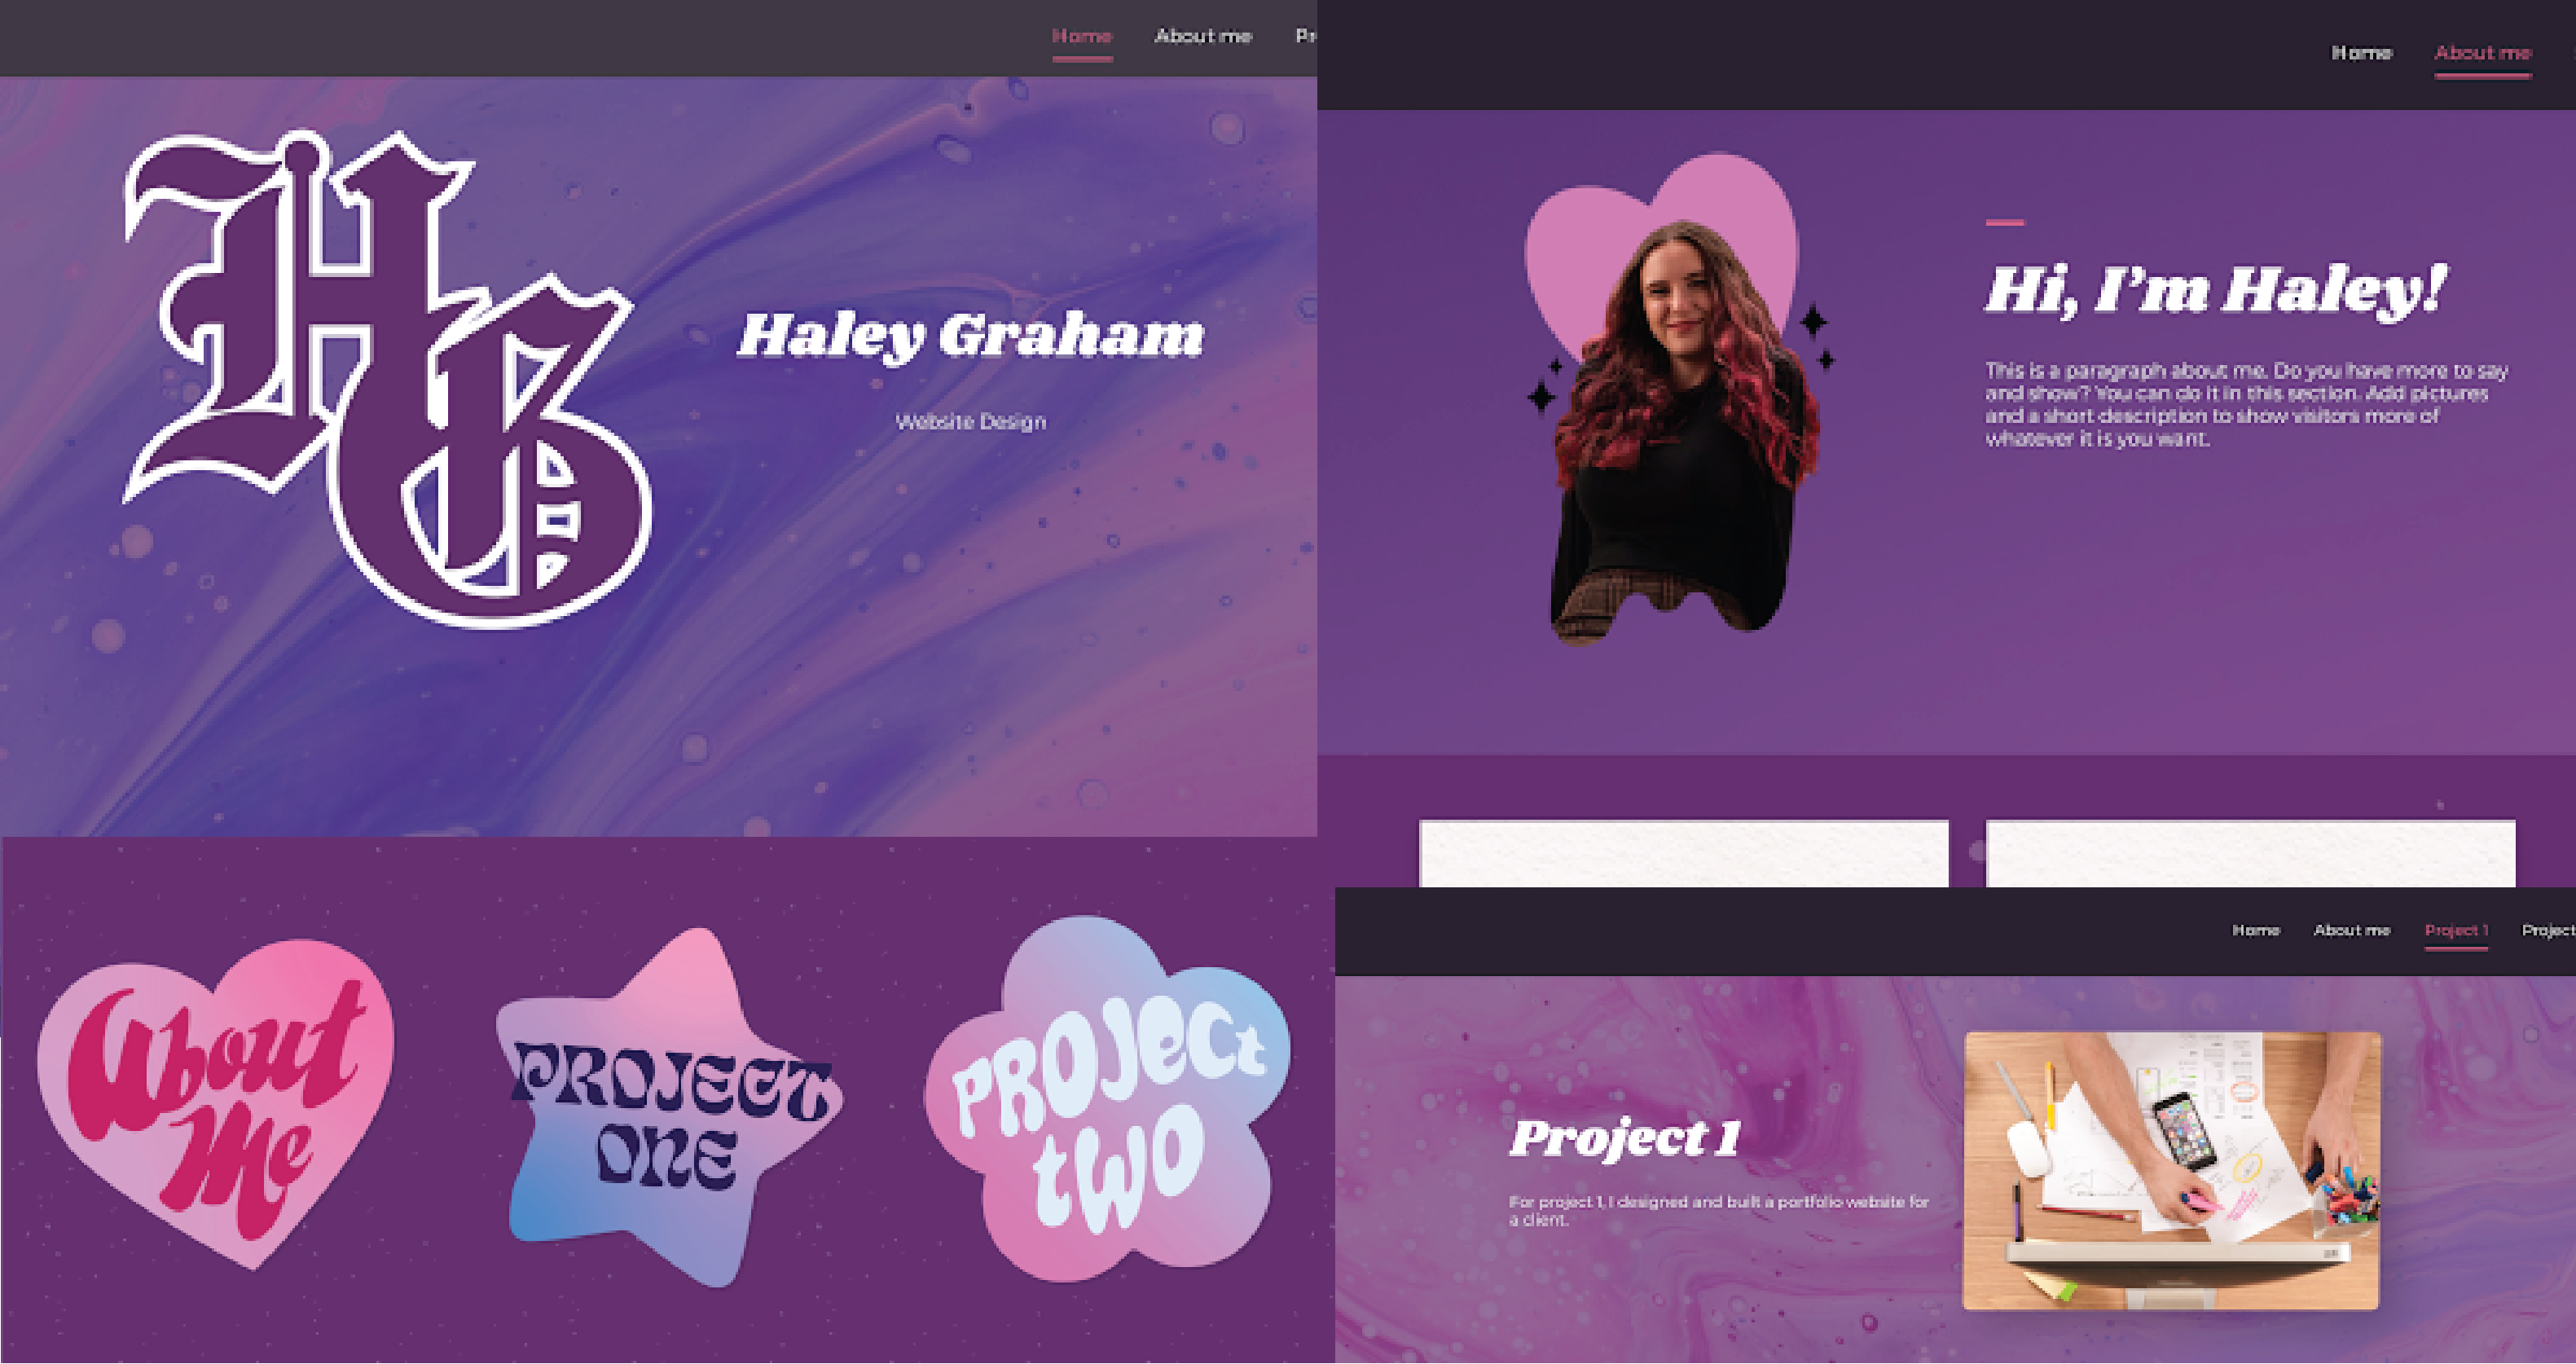 Home About me Pr
HG
Haley Graham
Website Design
Home About me
Hi, I'm Haley!
This is a paragraph about me. Do you have more to say
and show? You can do it in this section. Add pictures
and a short description to show visitors more of
whatever it is you want.
About
Me
PROJECT
ONE
PROJect
two
Home About me Project 1 Project
Project 1
For project 1, I designed and built a portfolio website for
a client.